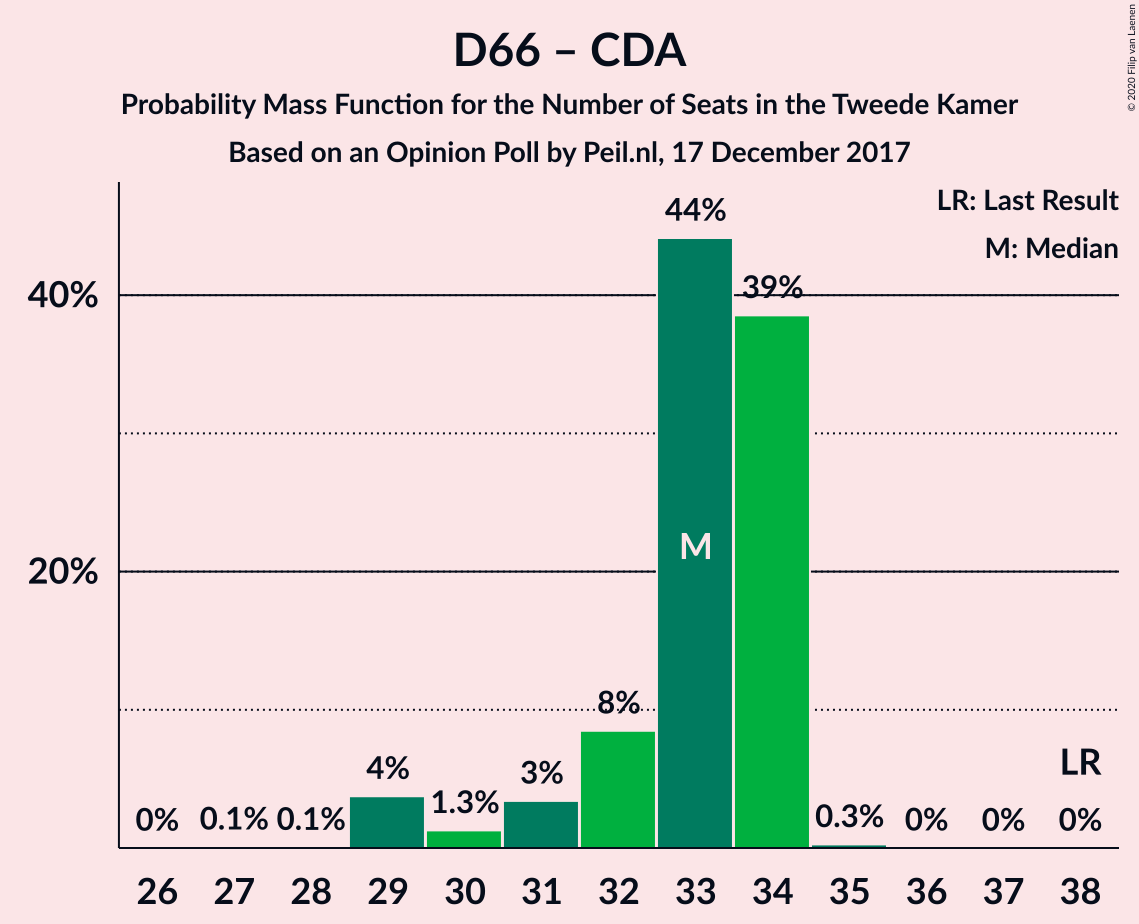 D66 – CDA
Probability Mass Function for the Number of Seats in the Tweede Kamer
Based on an Opinion Poll by Peil.nl, 17 December 2017
© 2020 Filip van Laenen
LR: Last Result
M: Median
40%
20%
0%
0.1%
0.1%
4%
1.3%
3%
8%
44%
39%
0.3%
0%
0%
0%
M
LR
26 27 28 29 30 31 32 33 34 35 36 37 38